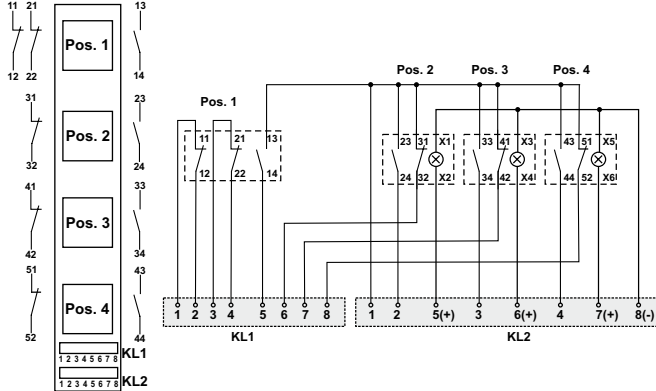 11 21 13
Pos. 1
12 22 14
31 23
Pos. 2
32 24
41 33
Pos. 3
42 34
51 43
Pos. 4
52 44
1 2 3 4 5 6 7 8 KL1
1 2 3 4 5 6 7 8 KL2
Pos. 2 Pos. 3 Pos. 4
Pos. 1
11 21 13 23 31 X1 33 41 X3 43 51 X5
12 22 14 24 32 X2 34 42 X4 44 52 X6
1 2 3 4 5 6 7 8 1 2 5(+) 3 6(+) 4 7(+) 8(-)
KL1 KL2